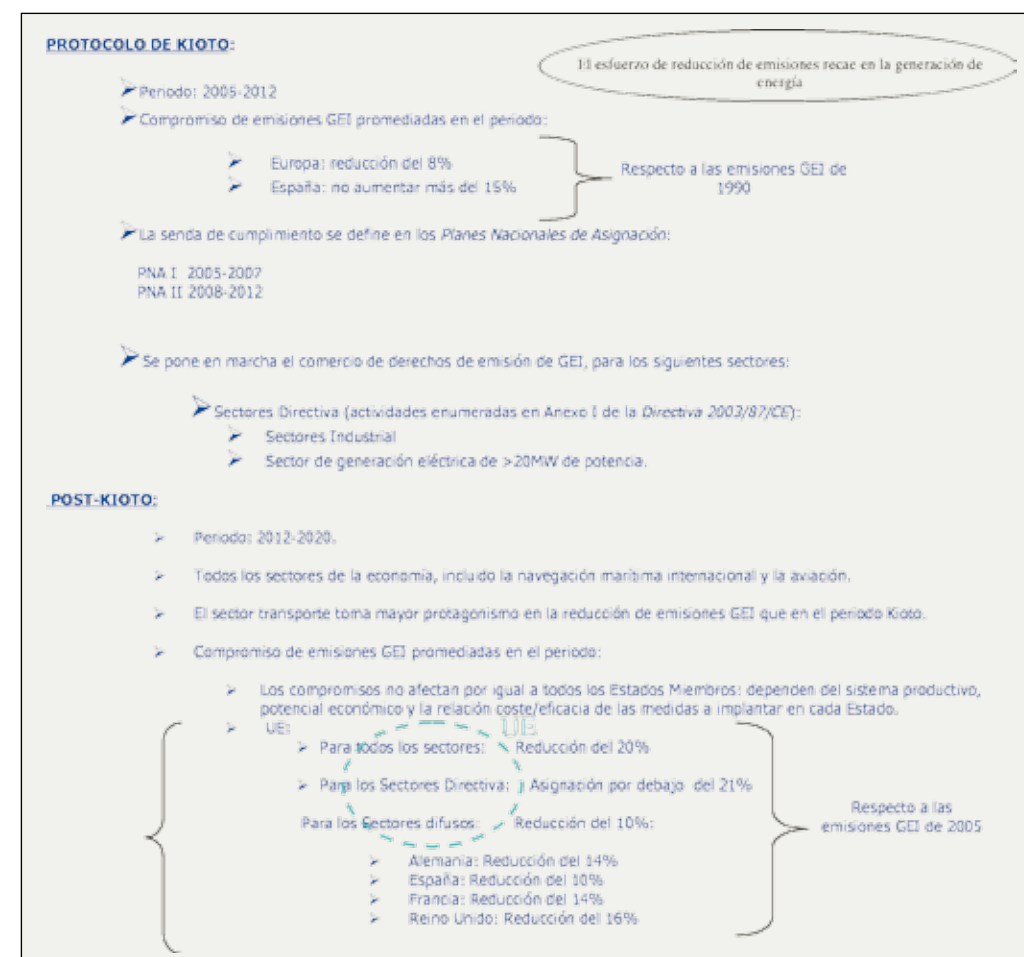 PROTOCOLO DE KIOTO:
El esfuerzo de reducción de emisiones recae en la generación de
energía
➢Periodo: 2005-2012
➢Compromiso de emisiones GEI promediadas en el periodo:
➢ Europa: reducción del 8%
➢ España: no aumentar más del 15%
Respecto a las emisiones GEI de
1990
➢La senda de cumplimiento se define en los Planes Nacionales de Asignación:
PNA I 2005-2007
PNA II 2008-2012
➢Se pone en marcha el comercio de derechos de emisión de GEI, para los siguientes sectores:
➢Sectores Directiva (actividades enumeradas en Anexo I de la Directiva 2003/87/CE):
➢ Sectores Industrial
➢ Sector de generación eléctrica de >20MW de potencia.
POST-KIOTO:
➢ Periodo: 2012-2020.
➢ Todos los sectores de la economía, incluido la navegación marítima internacional y la aviación.
➢ El sector transporte toma mayor protagonismo en la reducción de emisiones GEI que en el periodo Kioto.
➢ Compromiso de emisiones GEI promediadas en el periodo:
➢ Los compromisos no afectan por igual a todos los Estados Miembros: dependen del sistema productivo,
potencial económico y la relación coste/eficacia de las medidas a implantar en cada Estado.
➢ UE:
UE
➢ Para todos los sectores: Reducción del 20%
➢ Para los Sectores Directiva: Asignación por debajo del 21%
Para los Sectores difusos: Reducción del 10%:
Respecto a las
emisiones GEI de 2005
➢ Alemania: Reducción del 14%
➢ España: Reducción del 10%
➢ Francia: Reducción del 14%
➢ Reino Unido: Reducción del 16%